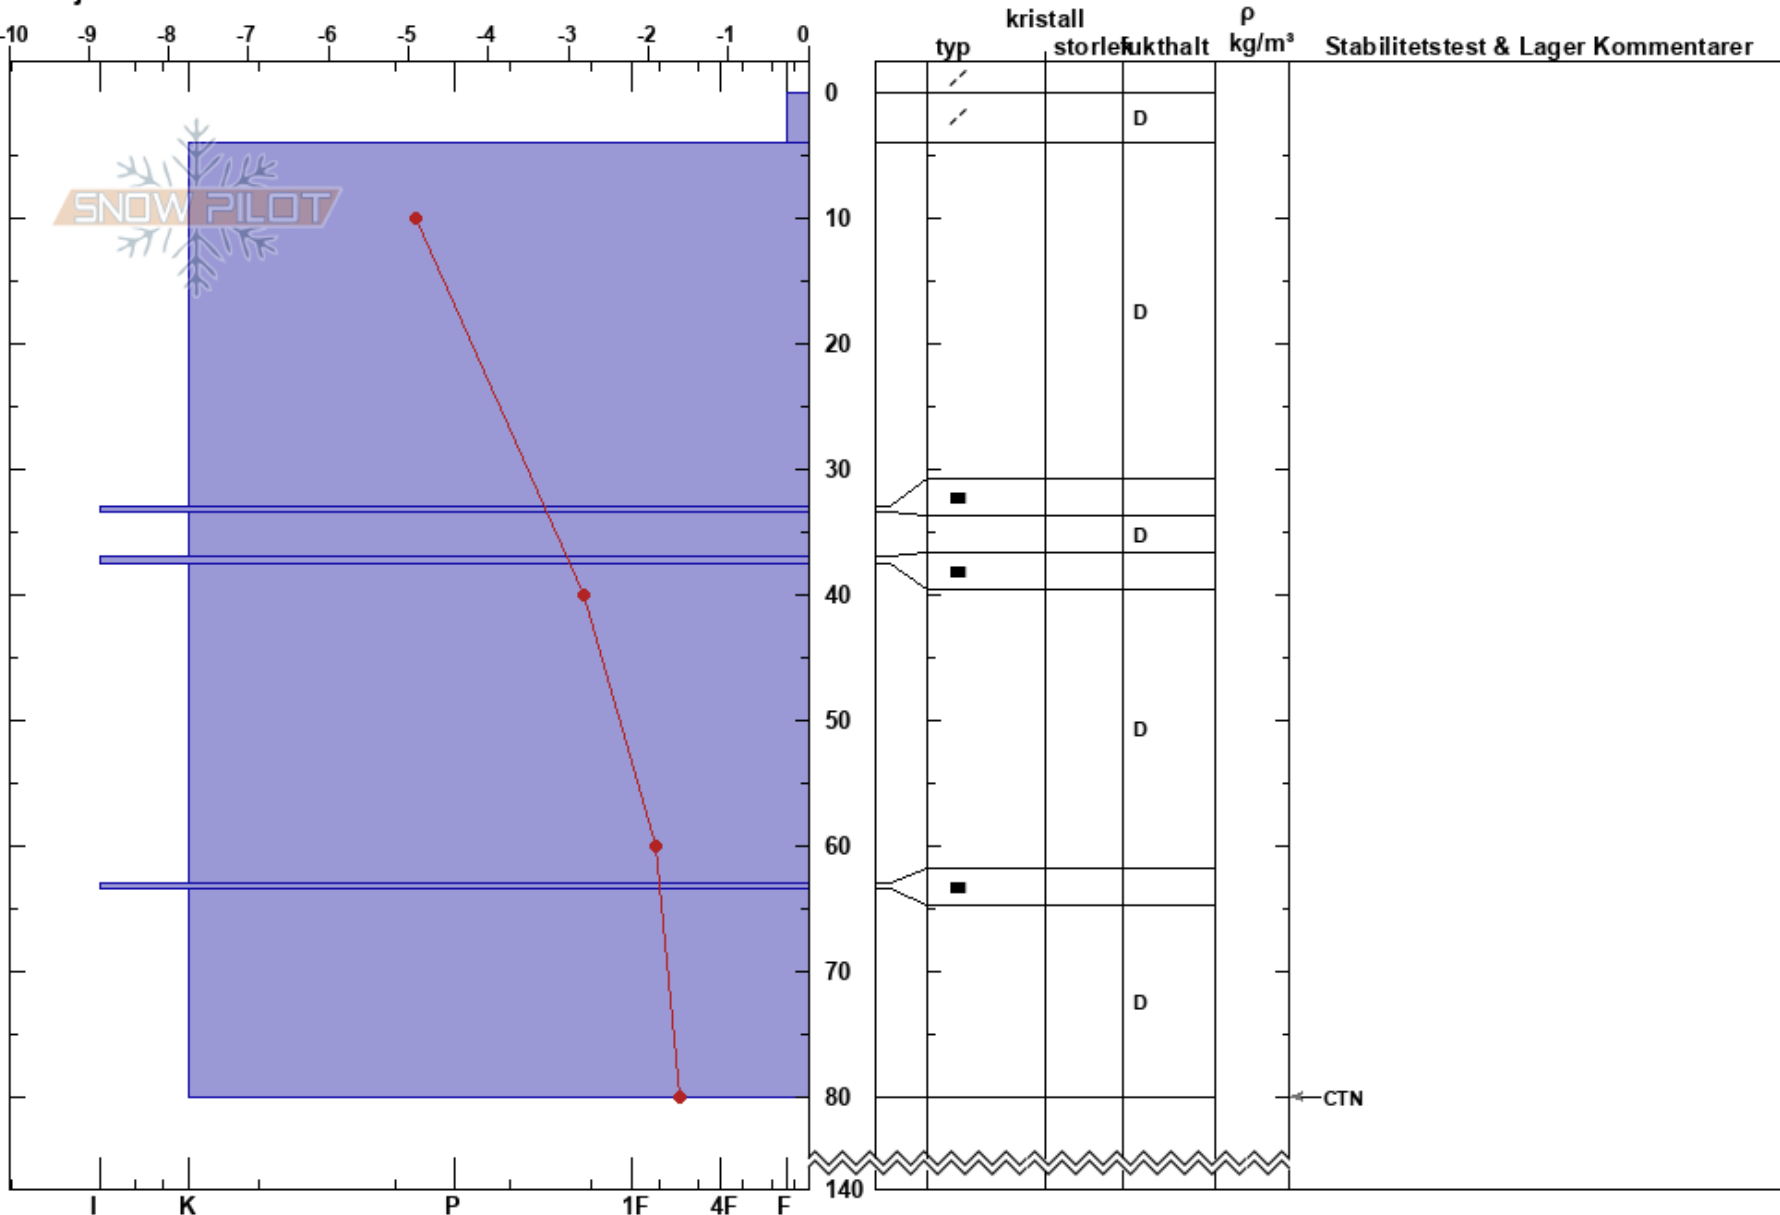 kristall ρ
-10 -9 -8 -7 -6 -5 -4 -3 -2 -1 0
typ storlek fukthalt kg/m³ Stabilitetstest & Lager Kommentarer
0
D
SNOW PILOT
10
D
20
30
D
40
50
D
60
70
D
80 CTN
140
I K P 1F 4F F